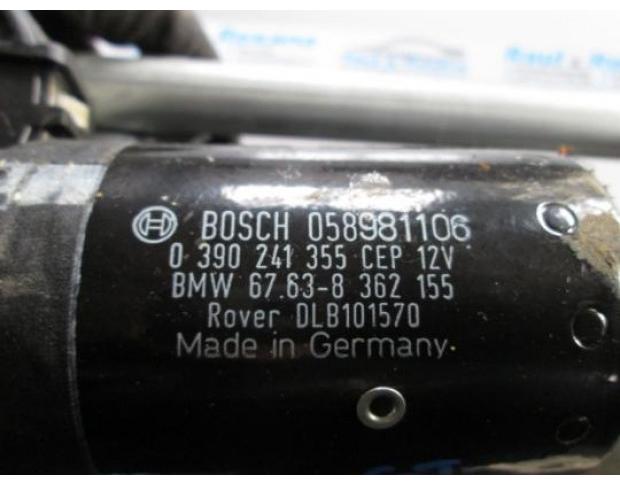 BOSCH 058981106
0 390 241 355 CEP 12V
BMW 67.63-8 362 155
Rover DLB101570
Made in Germany